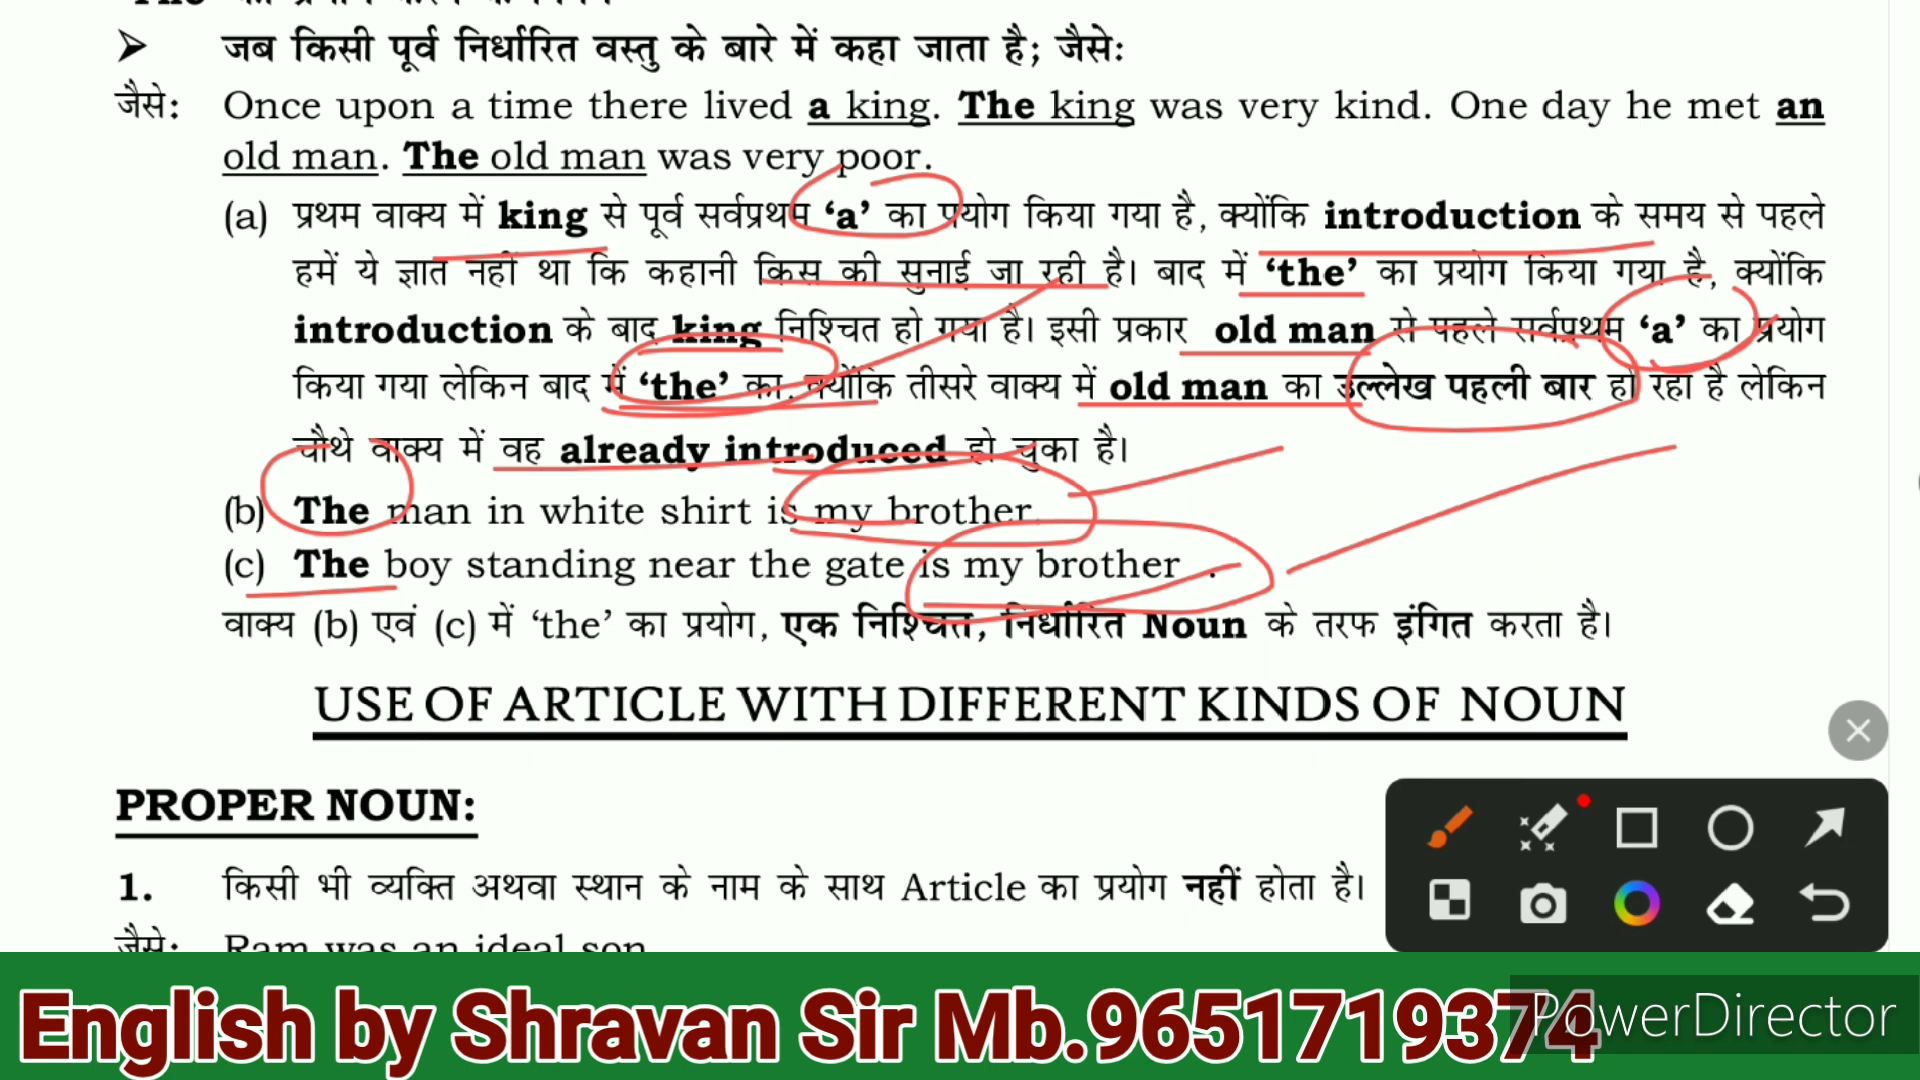 ➤ जब किसी पूर्व निर्धारित वस्तु के बारे में कहा जाता है; जैसे:
जैसे: Once upon a time there lived a king. The king was very kind. One day he met an
old man. The old man was very poor.
(a) प्रथम वाक्य में king से पूर्व सर्वप्रथम ‘a’ का प्रयोग किया गया है, क्योंकि introduction के समय से पहले
हमें ये ज्ञात नहीं था कि कहानी किस की सुनाई जा रही है। बाद में ‘the’ का प्रयोग किया गया है, क्योंकि
introduction के बाद king निश्चित हो गया है। इसी प्रकार old man से पहले सर्वप्रथम ‘a’ का प्रयोग
किया गया लेकिन बाद में ‘the’ का. क्योंकि तीसरे वाक्य में old man का उल्लेख पहली बार हो रहा है लेकिन
चौथे वाक्य में वह already introduced हो चुका है।
(b) The man in white shirt is my brother.
(c) The boy standing near the gate is my brother .
वाक्य (b) एवं (c) में ‘the’ का प्रयोग, एक निश्चित, निर्धारित Noun के तरफ इंगित करता है।
USE OF ARTICLE WITH DIFFERENT KINDS OF NOUN
PROPER NOUN:
1. किसी भी व्यक्ति अथवा स्थान के नाम के साथ Article का प्रयोग नहीं होता है।
जैसे: Ram was an ideal son
English by Shravan Sir Mb.9651719374
PowerDirector